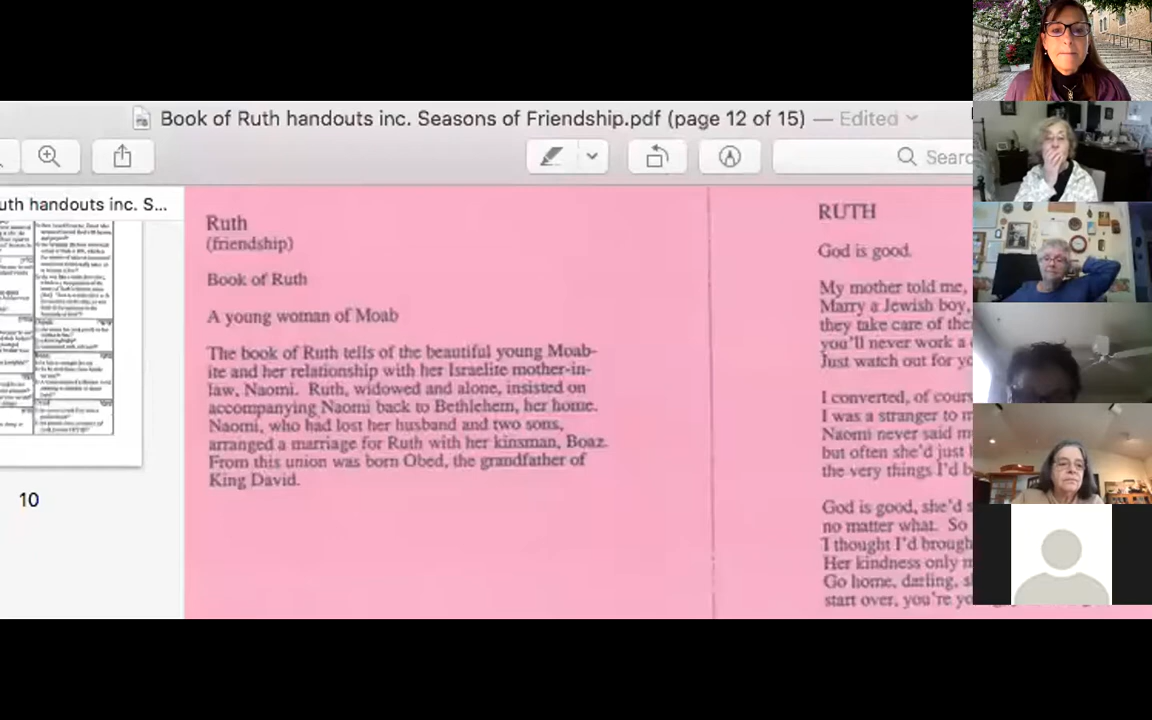 Book of Ruth handouts inc. Seasons of Friendship.pdf (page 12 of 15) — Edited
Searc
uth handouts inc. S...
10
Ruth
(friendship)
Book of Ruth
A young woman of Moab
The book of Ruth tells of the beautiful young Moab-
ite and her relationship with her Israelite mother-in-
law, Naomi. Ruth, widowed and alone, insisted on
accompanying Naomi back to Bethlehem, her home.
Naomi, who had lost her husband and two sons,
arranged a marriage for Ruth with her kinsman, Boaz.
From this union was born Obed, the grandfather of
King David.
RUTH
God is good.
My mother told me,
Marry a Jewish boy,
they take care of thei
you'll never work a
Just watch out for yo
I converted, of cours
I was a stranger to m
Naomi never said m
but often she'd just l
the very things I'd b
God is good, she'd s
no matter what. So
I thought I'd brough
Her kindness only m
Go home, darling, s
start over, you're yo